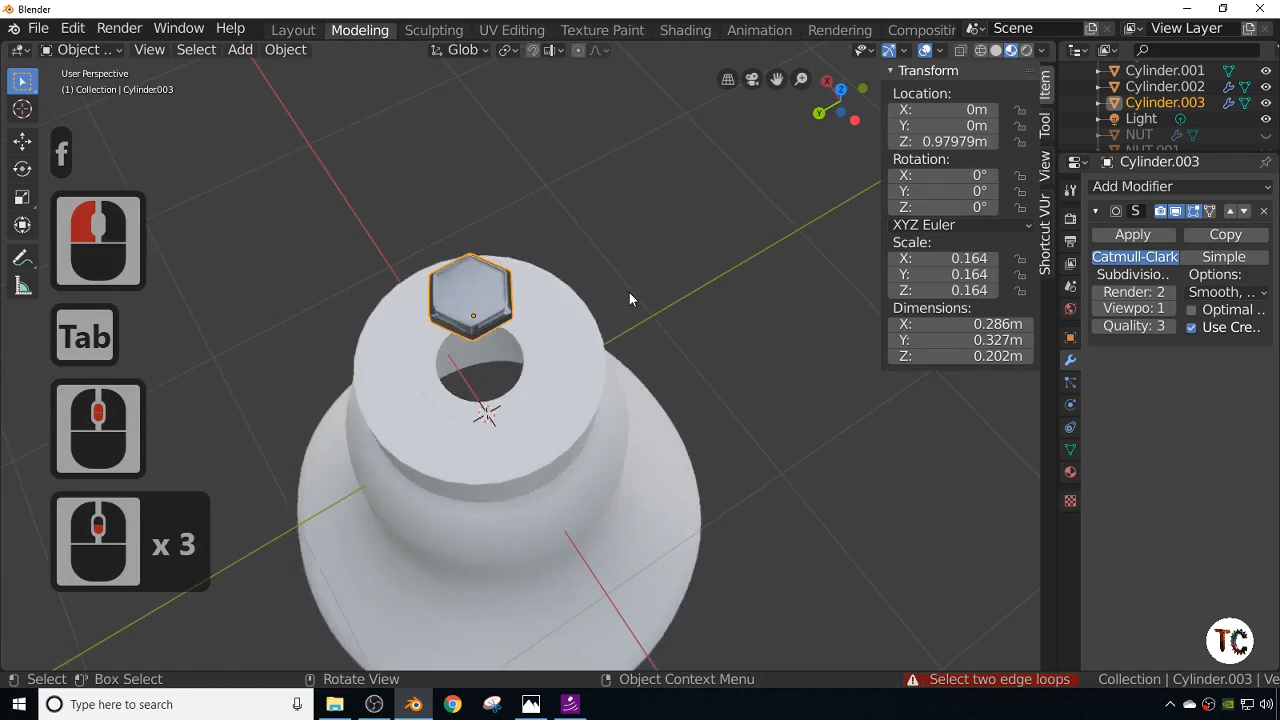 Blender
File Edit Render Window Help Layout Modeling Sculpting UV Editing Texture Paint Shading Animation Rendering Scene View Layer
Object .. View Select Add Object Glob
User Perspective
(1) Collection | Cylinder003
f
Tab
x 3
X
Y
Z
Transform
Location:
X: 0m
Y: 0m
Z: 0.97979m
Rotation:
X: 0°
Y: 0°
Z: 0°
XYZ Euler
Scale:
X: 0.164
Y: 0.164
Z: 0.164
Dimensions:
X: 0.286m
Y: 0.327m
Z: 0.202m
Item
Tool
View
Shortcut VUr
Cylinder.001
Cylinder.002
Cylinder.003
Light
NUT
NUT.001
Cylinder.003
Add Modifier
S
Apply Copy
Catmull-Clark Simple
Subdivisio.. Options:
Render: 2 Smooth, ..
Viewpo: 1 Optimal ..
Quality: 3 Use Cre..
TC
Select Box Select Rotate View Object Context Menu Select two edge loops Collection | Cylinder.003 | Ve
Type here to search